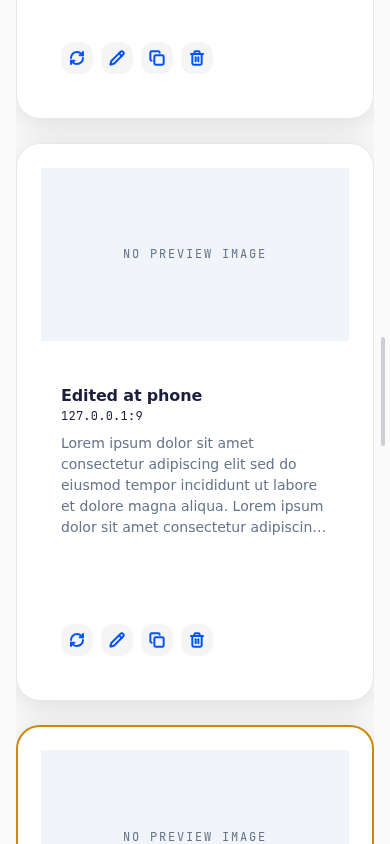 NO PREVIEW IMAGE
Edited at phone
127.0.0.1:9
Lorem ipsum dolor sit amet
consectetur adipiscing elit sed do
eiusmod tempor incididunt ut labore
et dolore magna aliqua. Lorem ipsum
dolor sit amet consectetur adipiscin…
NO PREVIEW IMAGE